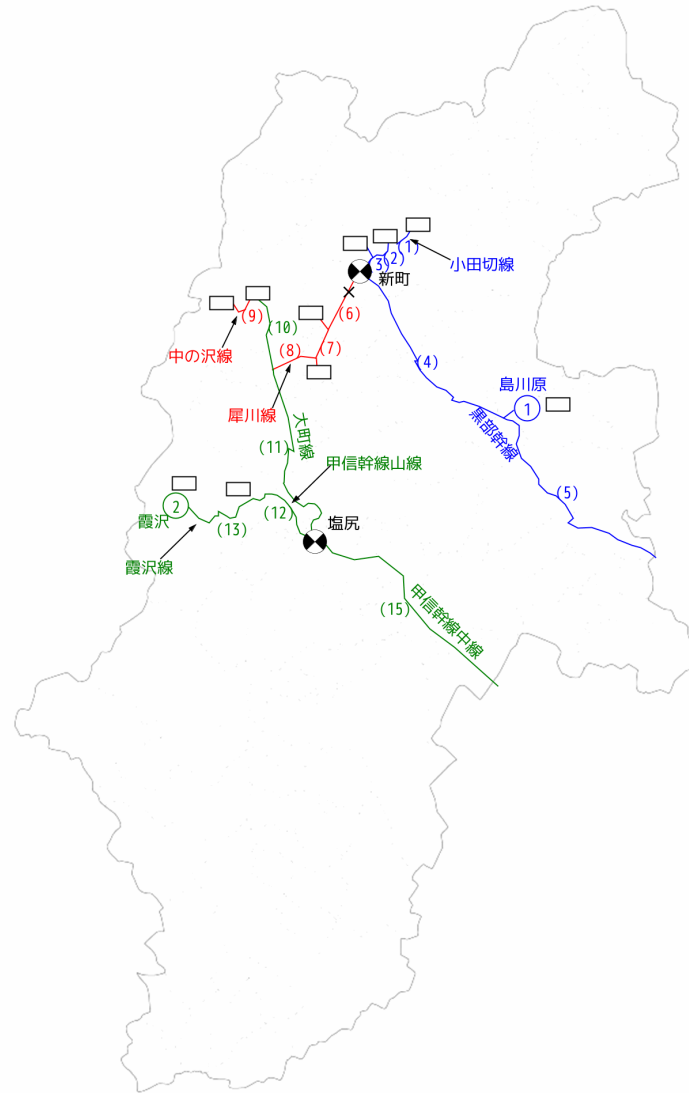 (1)
(2)
(3)
小田切線
新町
(6)
(9)
(10)
中の沢線
(8)
(7)
(4)
犀川線
島川原
1
黒部幹線
大町線
(11)
甲信幹線山線
(5)
2
霞沢
(12)
(13)
塩尻
霞沢線
(15)
甲信幹線中線